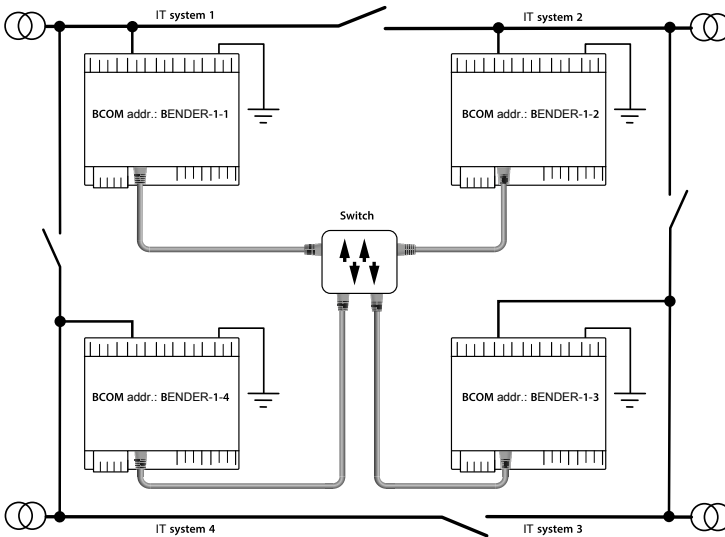 IT system 1
IT system 2
BCOM addr.: BENDER-1-1
BCOM addr.: BENDER-1-2
Switch
BCOM addr.: BENDER-1-4
BCOM addr.: BENDER-1-3
IT system 4
IT system 3